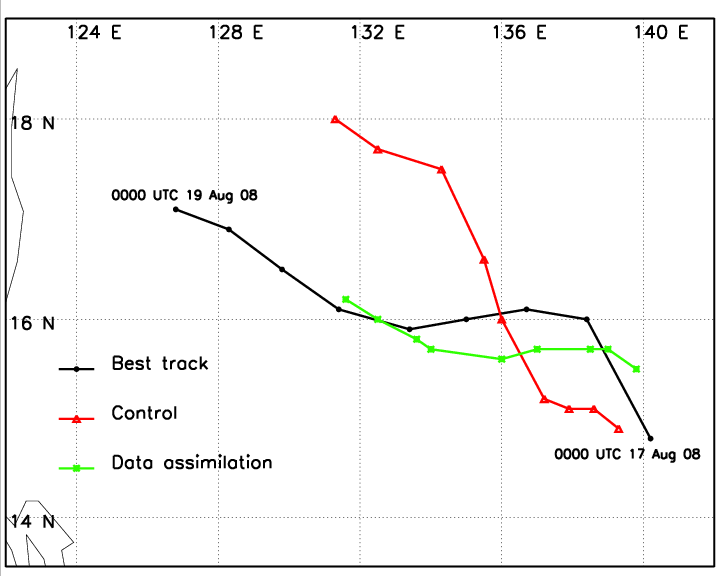 124 E 128 E 132 E 136 E 140 E
18 N
0000 UTC 19 Aug 08
16 N
Best track
Control
0000 UTC 17 Aug 08
Data assimilation
14 N